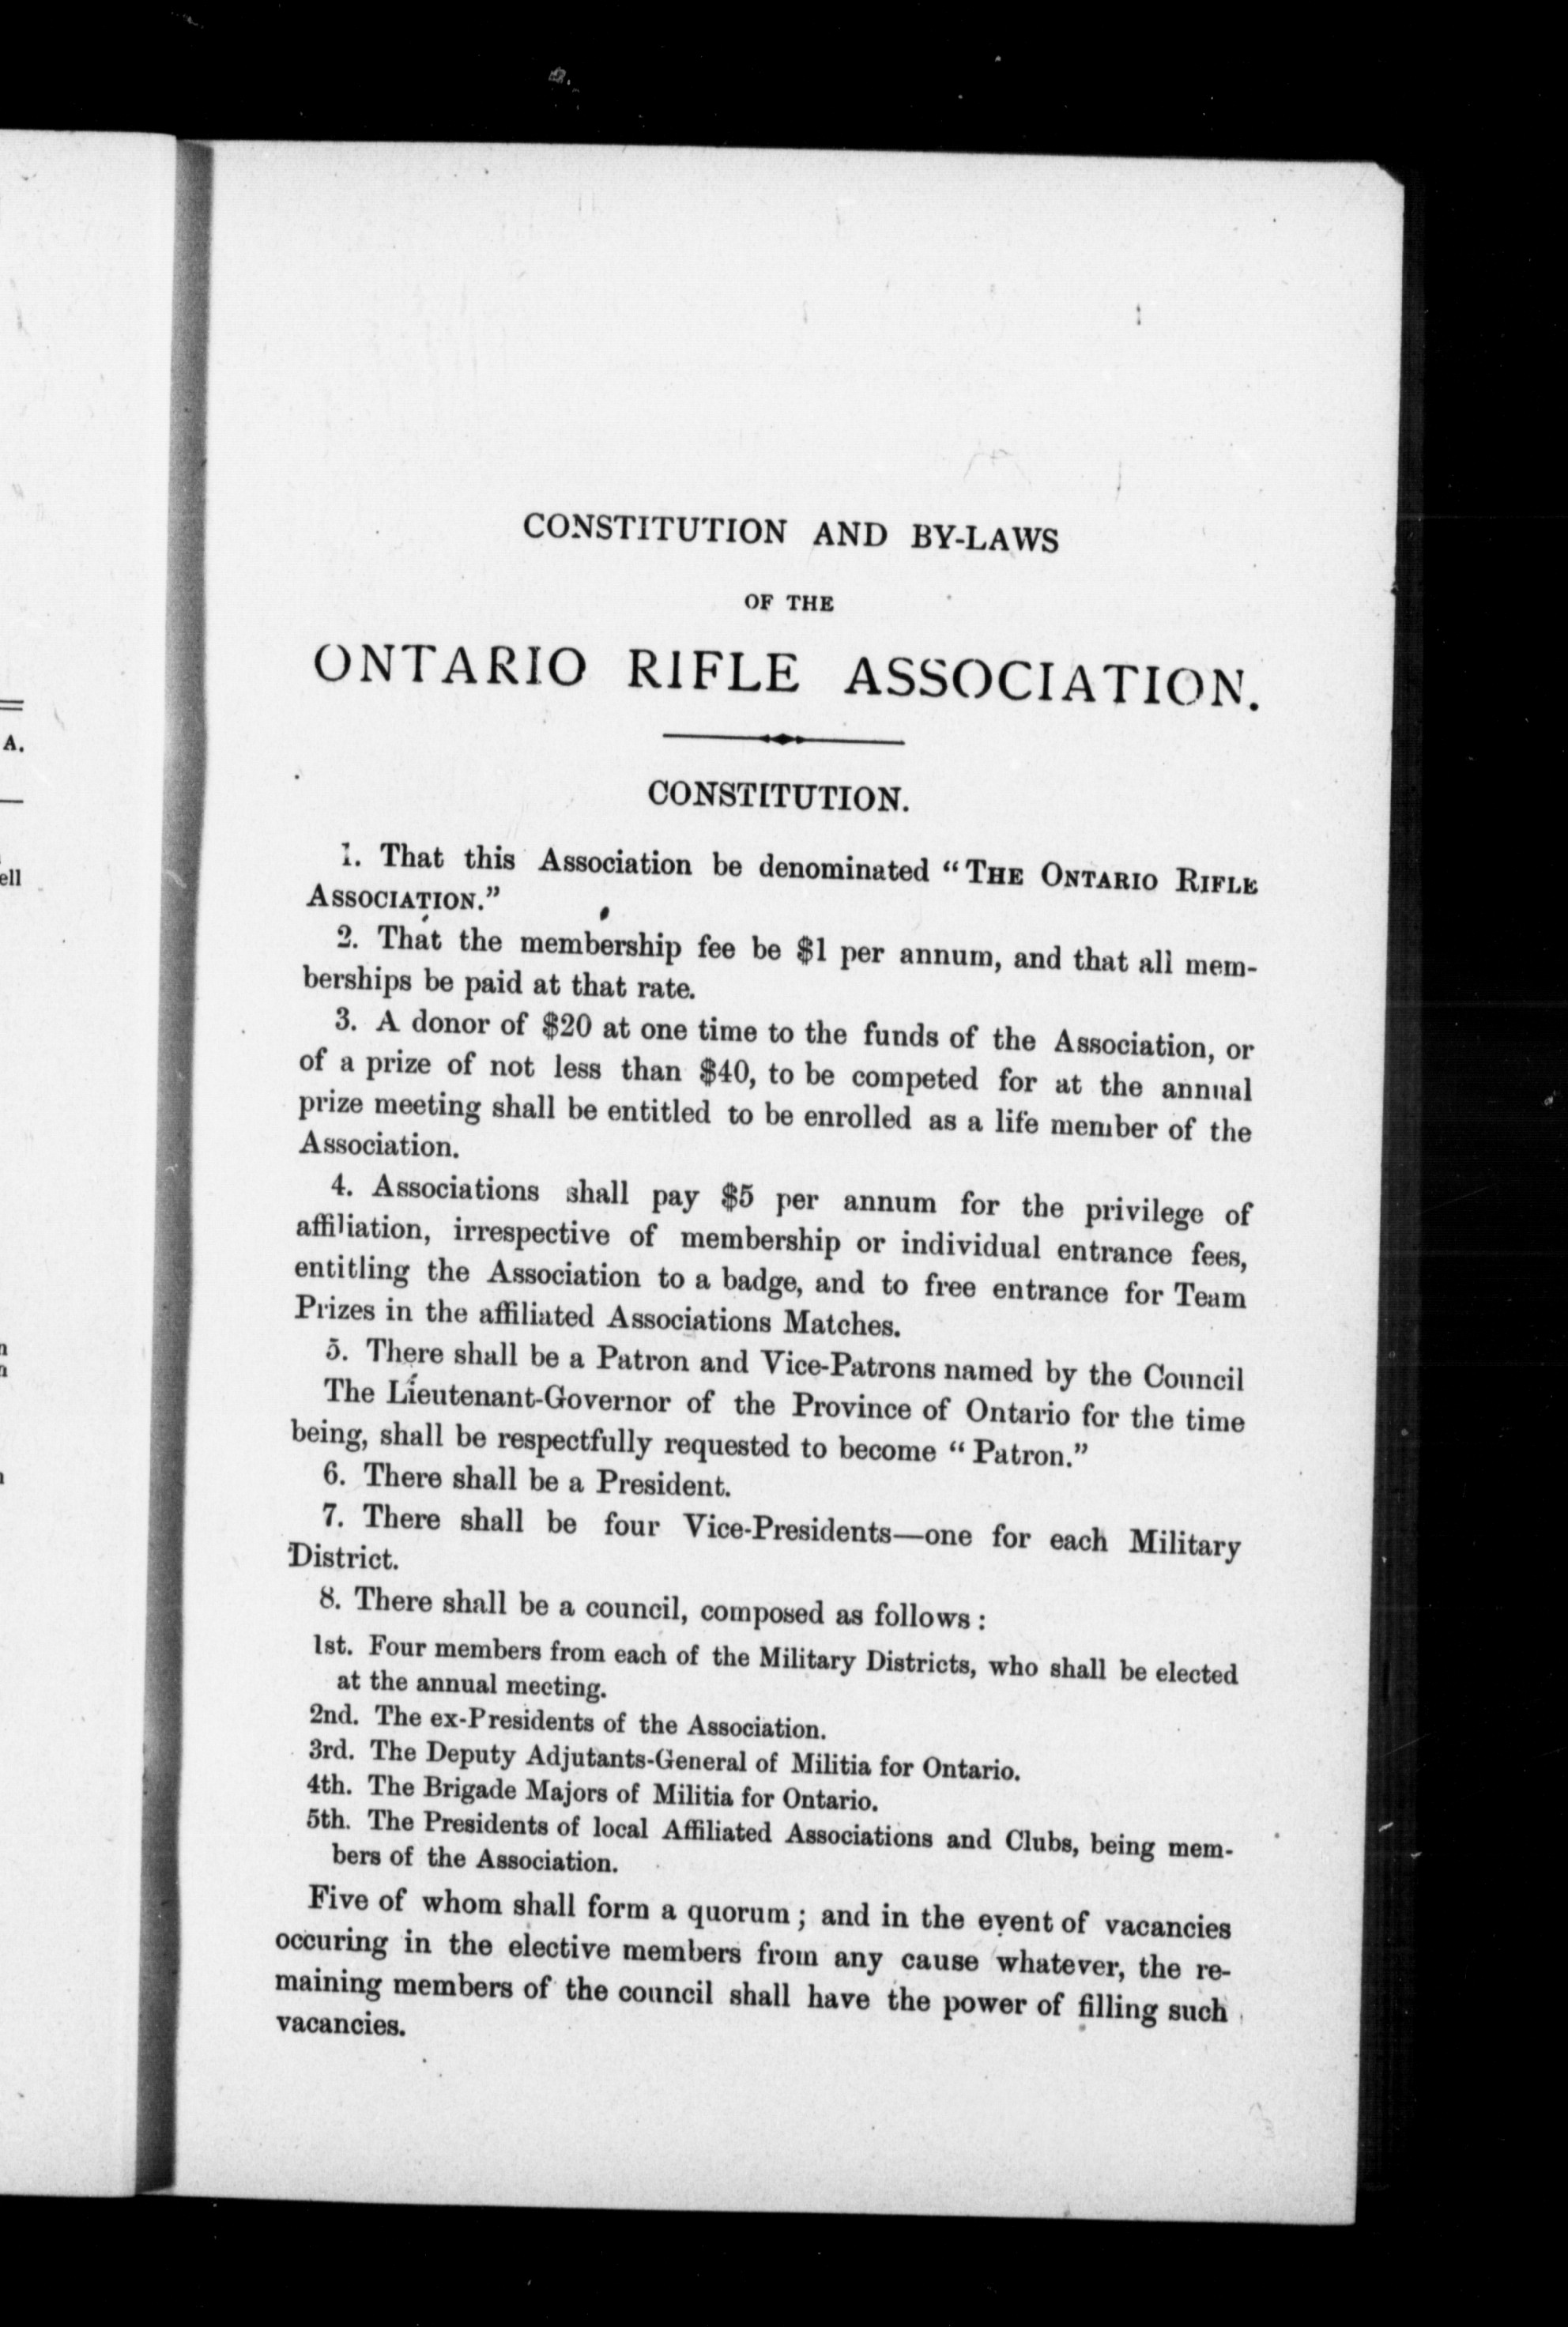 CONSTITUTION AND BY-LAWS
OF THE
ONTARIO RIFLE ASSOCIATION.
CONSTITUTION.
1. That this Association be denominated "THE ONTARIO RIFLE
ASSOCIATION."
2. That the membership fee be $1 per annum, and that all mem-
berships be paid at that rate.
3. A donor of $20 at one time to the funds of the Association, or
of a prize of not less than $40, to be competed for at the annual
prize meeting shall be entitled to be enrolled as a life member of the
Association.
4. Associations shall pay $5 per annum for the privilege of
affiliation, irrespective of membership or individual entrance fees,
entitling the Association to a badge, and to free entrance for Team
Prizes in the affiliated Associations Matches.
5. There shall be a Patron and Vice-Patrons named by the Council
The Lieutenant-Governor of the Province of Ontario for the time
being, shall be respectfully requested to become "Patron."
6. There shall be a President.
7. There shall be four Vice-Presidents—one for each Military
District.
8. There shall be a council, composed as follows:
1st. Four members from each of the Military Districts, who shall be elected
at the annual meeting.
2nd. The ex-Presidents of the Association.
3rd. The Deputy Adjutants-General of Militia for Ontario.
4th. The Brigade Majors of Militia for Ontario.
5th. The Presidents of local Affiliated Associations and Clubs, being mem-
bers of the Association.
Five of whom shall form a quorum; and in the event of vacancies
occuring in the elective members from any cause whatever, the re-
maining members of the council shall have the power of filling such
vacancies.